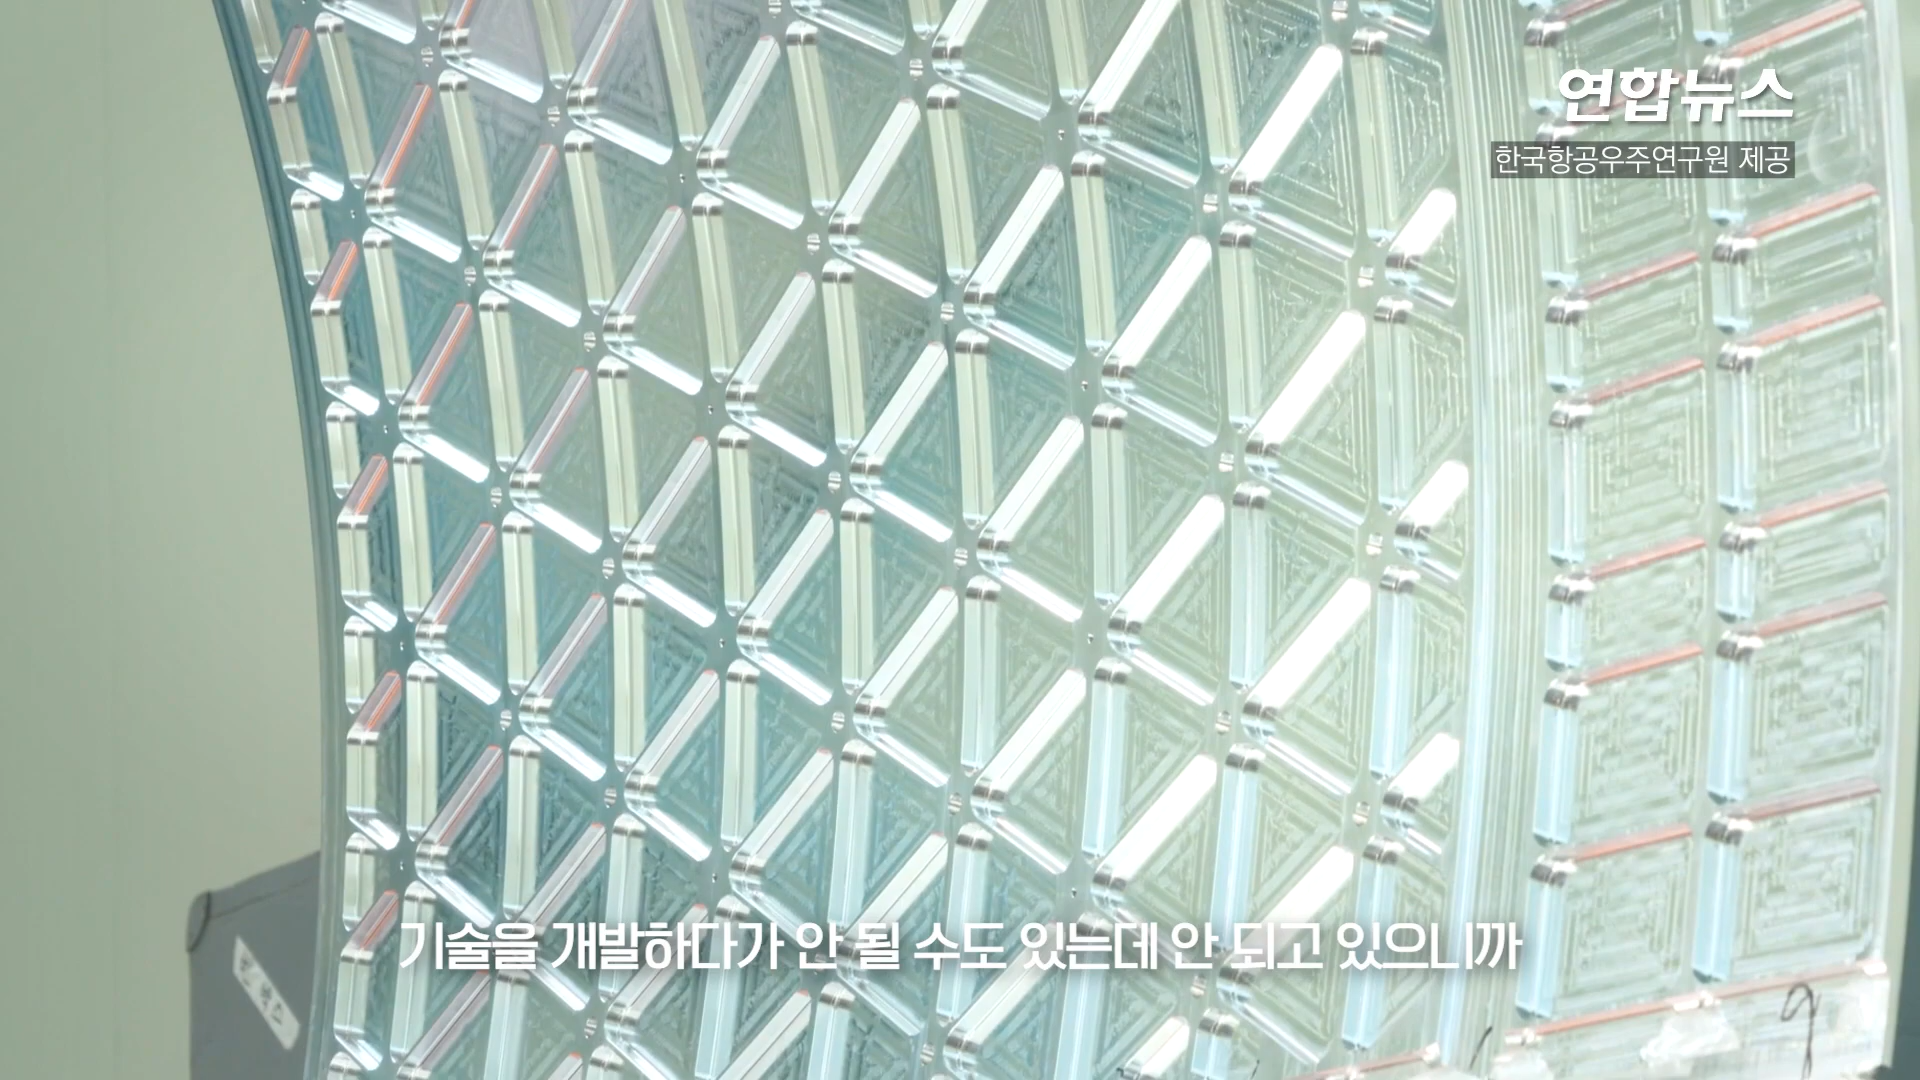 연합뉴스
한국항공우주연구원 제공
기술을 개발하다가 안 될 수도 있는데 안 되고 있으니까
9